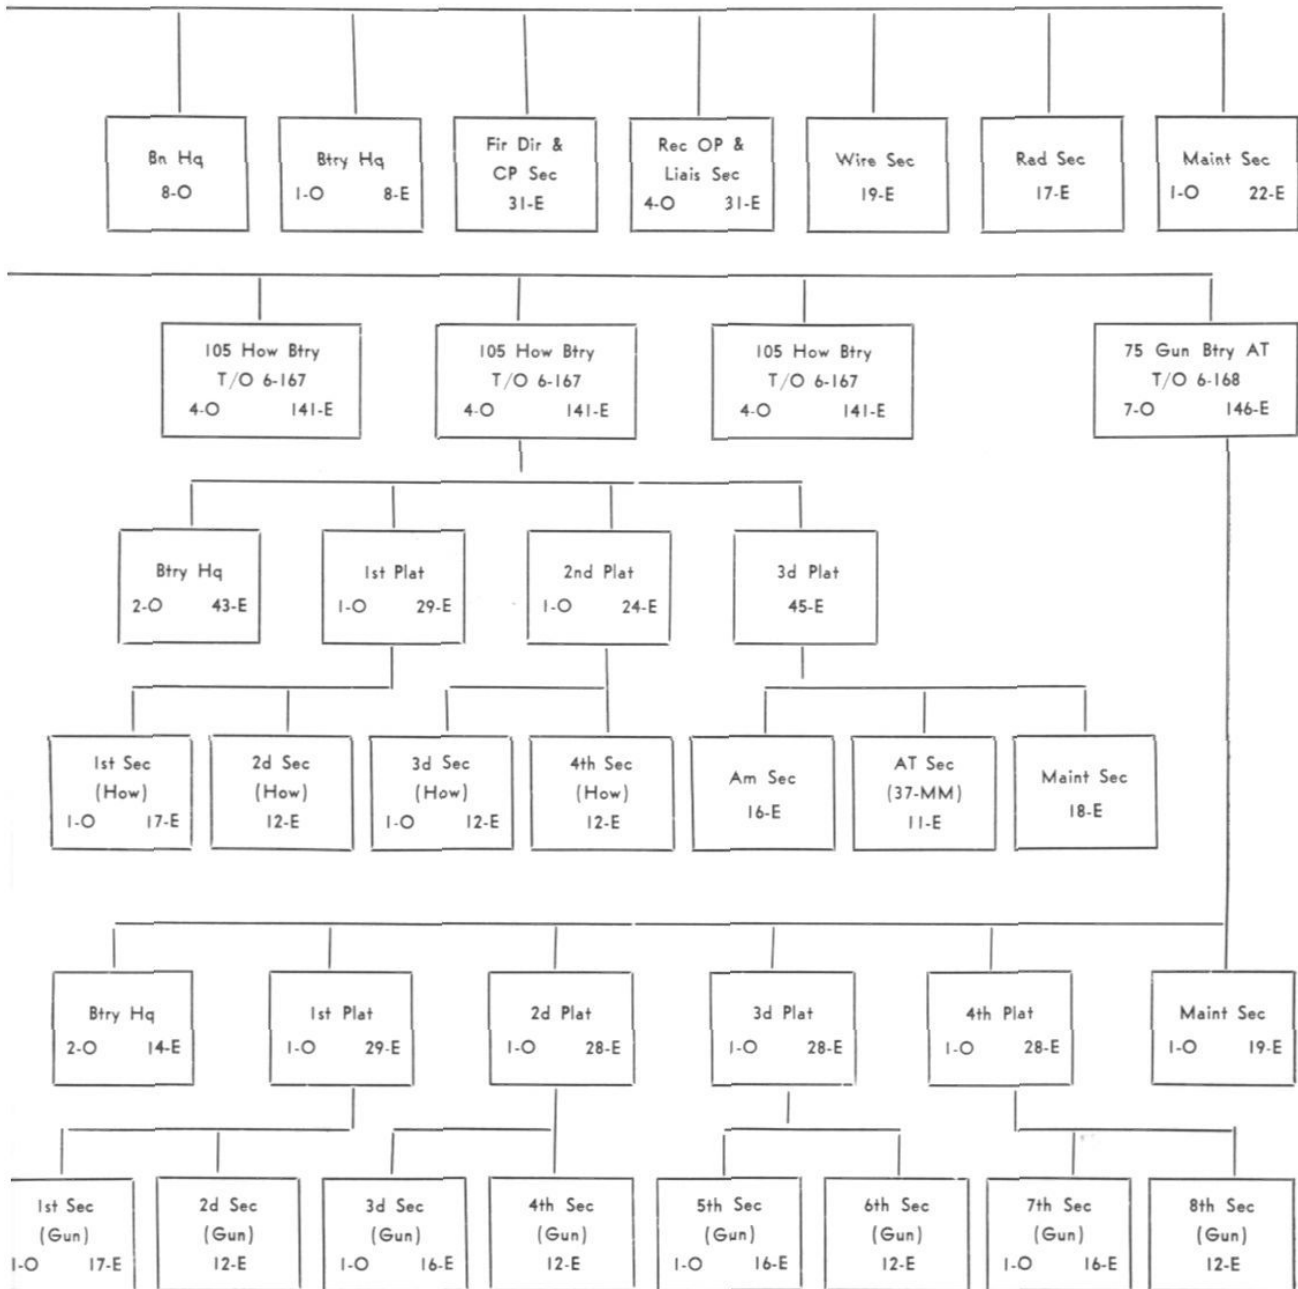 Bn Hq
8-O
Btry Hq
1-O 8-E
Fir Dir &
CP Sec
31-E
Rec OP &
Liais Sec
4-O 31-E
Wire Sec
19-E
Rad Sec
17-E
Maint Sec
1-O 22-E
105 How Btry
T/O 6-167
4-O 141-E
105 How Btry
T/O 6-167
4-O 141-E
105 How Btry
T/O 6-167
4-O 141-E
75 Gun Btry AT
T/O 6-168
7-O 146-E
Btry Hq
2-O 43-E
1st Plat
1-O 29-E
2nd Plat
1-O 24-E
3d Plat
45-E
1st Sec
(How)
1-O 17-E
2d Sec
(How)
12-E
3d Sec
(How)
1-O 12-E
4th Sec
(How)
12-E
Am Sec
16-E
AT Sec
(37-MM)
11-E
Maint Sec
18-E
Btry Hq
2-O 14-E
1st Plat
1-O 29-E
2d Plat
1-O 28-E
3d Plat
1-O 28-E
4th Plat
1-O 28-E
Maint Sec
1-O 19-E
1st Sec
(Gun)
1-O 17-E
2d Sec
(Gun)
12-E
3d Sec
(Gun)
1-O 16-E
4th Sec
(Gun)
12-E
5th Sec
(Gun)
1-O 16-E
6th Sec
(Gun)
12-E
7th Sec
(Gun)
1-O 16-E
8th Sec
(Gun)
12-E